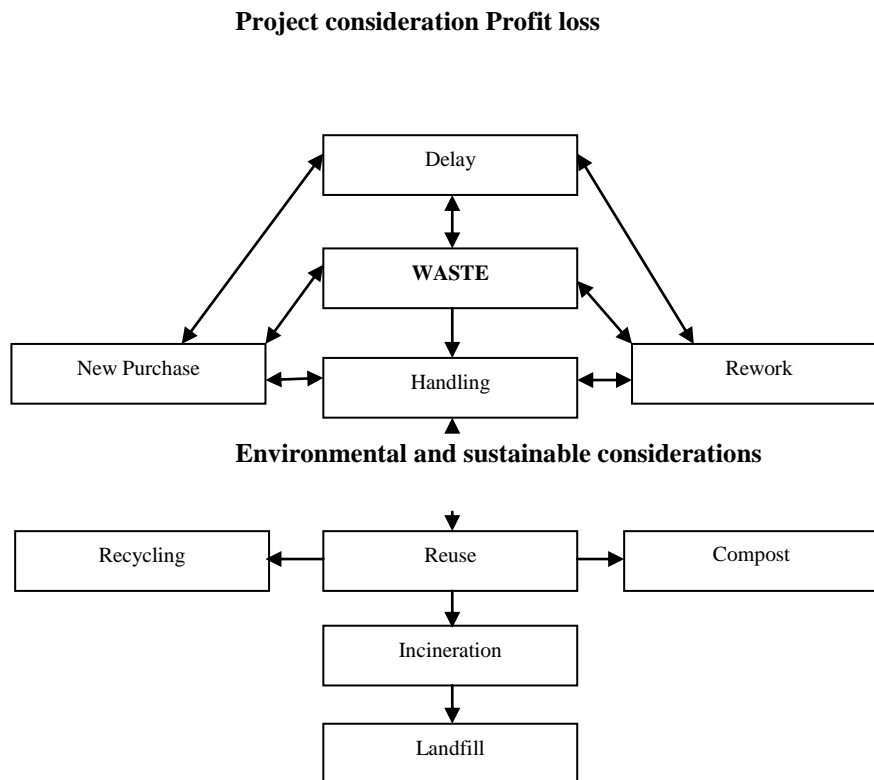 Project consideration Profit loss
Delay
WASTE
New Purchase
Handling
Rework
Environmental and sustainable considerations
Recycling
Reuse
Compost
Incineration
Landfill